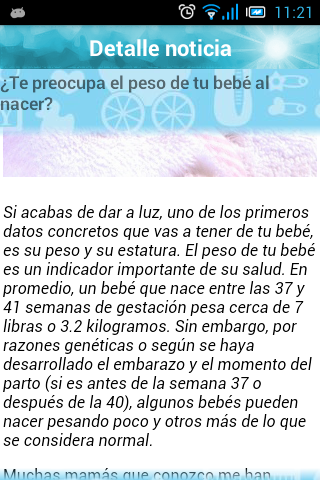 11:21
Detalle noticia
¿Te preocupa el peso de tu bebé al
nacer?
Si acabas de dar a luz, uno de los primeros
datos concretos que vas a tener de tu bebé,
es su peso y su estatura. El peso de tu bebé
es un indicador importante de su salud. En
promedio, un bebé que nace entre las 37 y
41 semanas de gestación pesa cerca de 7
libras o 3.2 kilogramos. Sin embargo, por
razones genéticas o según se haya
desarrollado el embarazo y el momento del
parto (si es antes de la semana 37 o
después de la 40), algunos bebés pueden
nacer pesando poco y otros más de lo que
se considera normal.
Muchas mamás que conozco me han